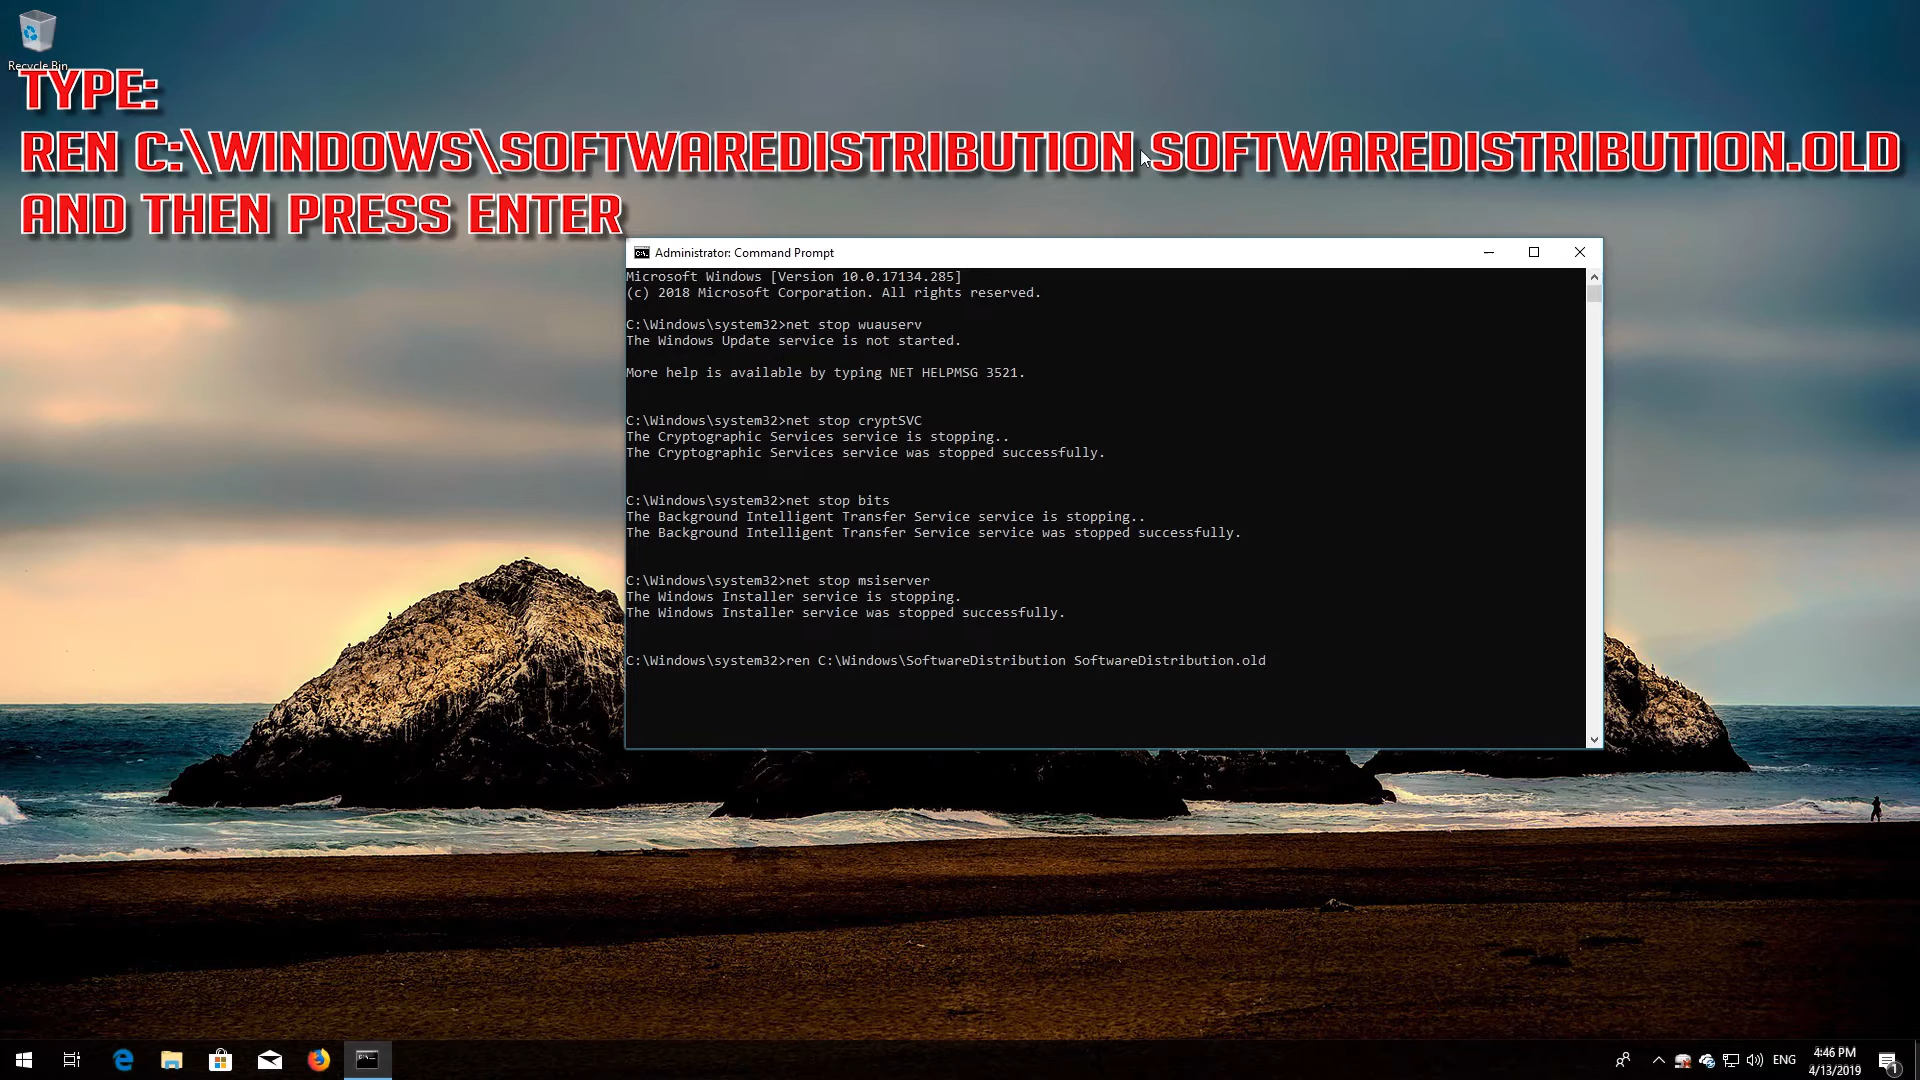 Recycle Bin
TYPE:
REN C:\WINDOWS\SOFTWAREDISTRIBUTION SOFTWAREDISTRIBUTION.OLD
AND THEN PRESS ENTER
Administrator: Command Prompt
Microsoft Windows [Version 10.0.17134.285]
(c) 2018 Microsoft Corporation. All rights reserved.
C:\Windows\system32>net stop wuauserv
The Windows Update service is not started.
More help is available by typing NET HELPMSG 3521.
C:\Windows\system32>net stop cryptSVC
The Cryptographic Services service is stopping..
The Cryptographic Services service was stopped successfully.
C:\Windows\system32>net stop bits
The Background Intelligent Transfer Service service is stopping..
The Background Intelligent Transfer Service service was stopped successfully.
C:\Windows\system32>net stop msiserver
The Windows Installer service is stopping.
The Windows Installer service was stopped successfully.
C:\Windows\system32>ren C:\Windows\SoftwareDistribution SoftwareDistribution.old
ENG
4:46 PM
4/13/2019
1